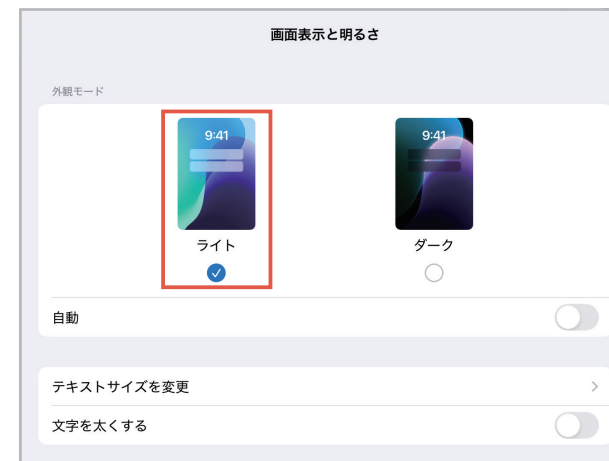 画面表示と明るさ
外観モード
9:41
9:41
ライト
ダーク
自動
テキストサイズを変更
文字を太くする